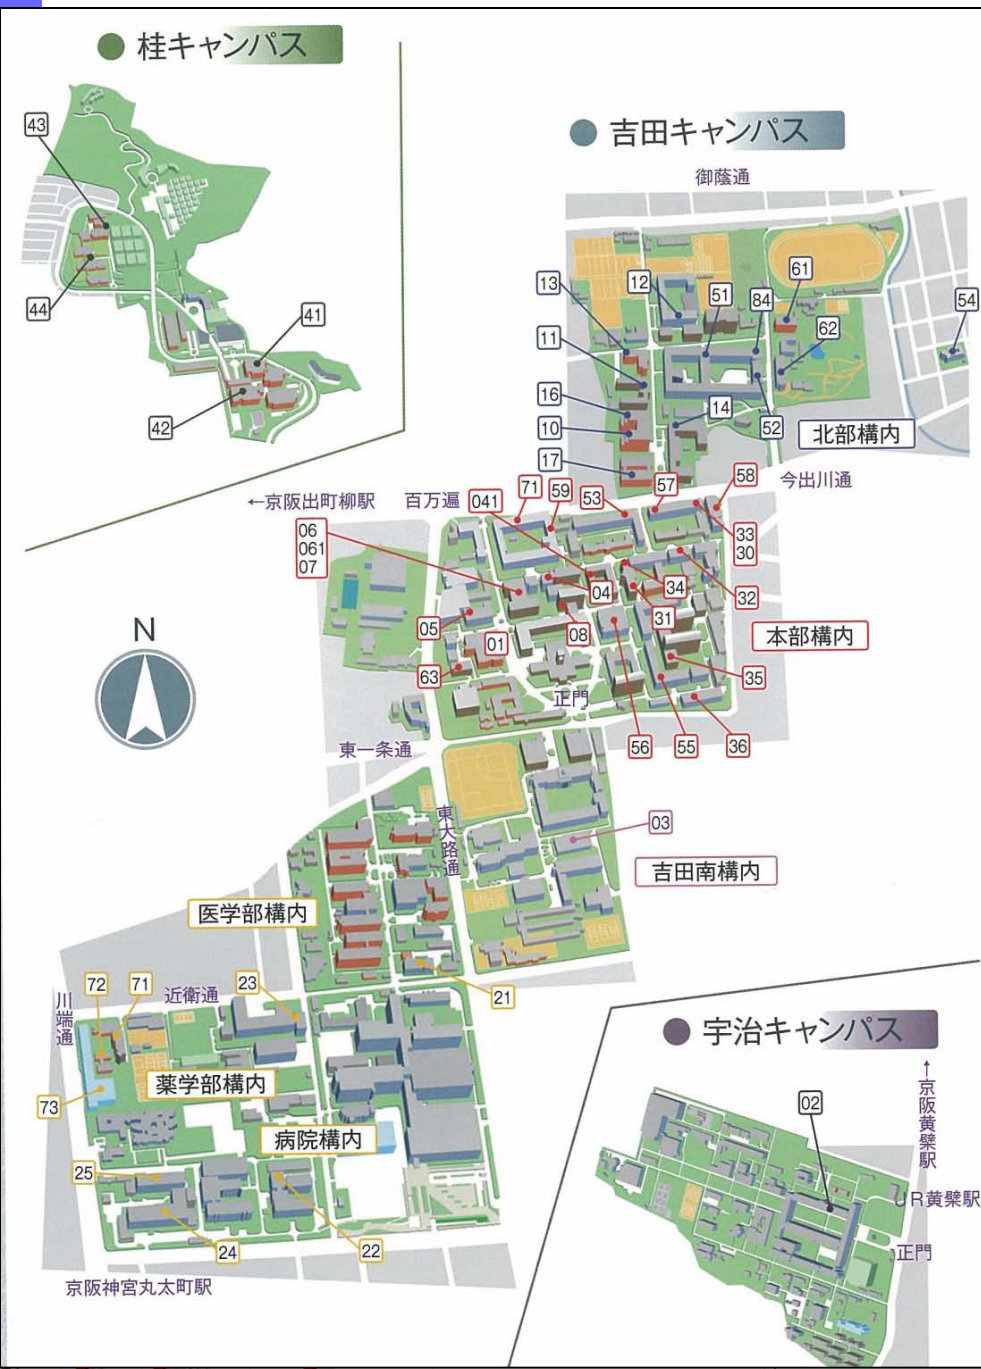 桂キャンパス
43
44
41
42
吉田キャンパス
御蔭通
13
12
51
84
61
54
11
62
16
14
10
52
17
北部構内
今出川通
←京阪出町柳駅
百万遍
041
71
59
53
57
58
06
061
07
33
30
04
34
32
05
01
08
31
本部構内
63
35
正門
56
55
36
N
東一条通
東大路通
03
吉田南構内
医学部構内
21
川端通
72
71
近衛通
23
薬学部構内
73
病院構内
25
24
22
京阪神宮丸太町駅
宇治キャンパス
←京阪黄檗駅
02
JR黄檗駅
正門